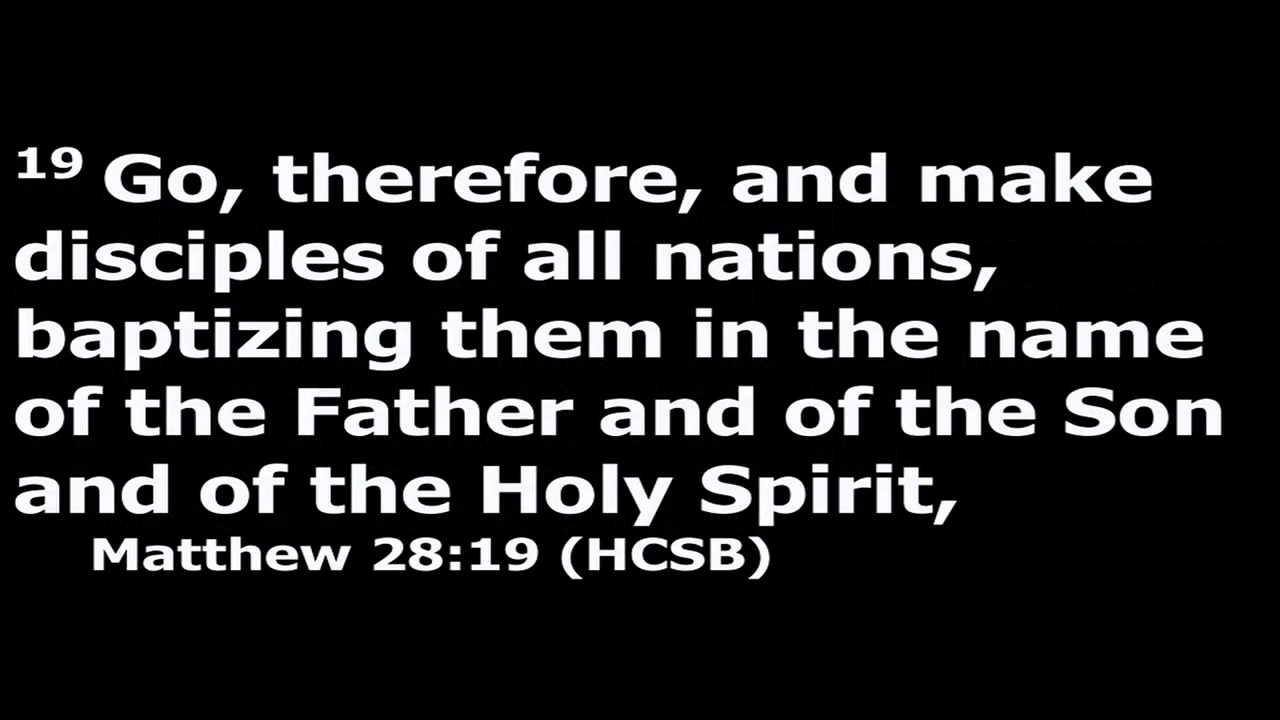 19 Go, therefore, and make
disciples of all nations,
baptizing them in the name
of the Father and of the Son
and of the Holy Spirit,
Matthew 28:19 (HCSB)